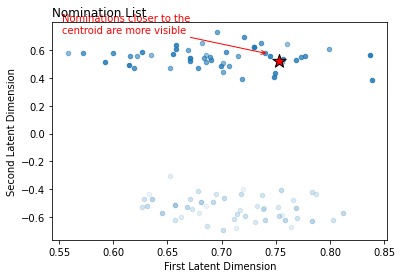 Nomination List
Nominations closer to the
centroid are more visible
0.6
0.4
0.2
0.0
−0.2
−0.4
−0.6
Second Latent Dimension
0.55 0.60 0.65 0.70 0.75 0.80 0.85
First Latent Dimension